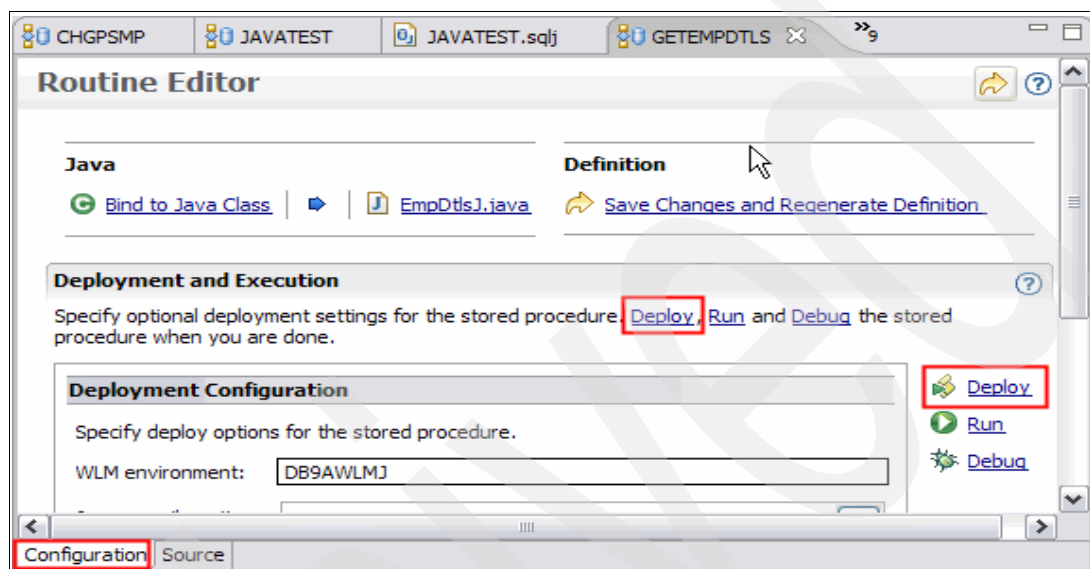 CHGPSMP JAVATEST JAVATEST.sqlj GETEMPDTLS »9
Routine Editor
Java Definition
Bind to Java Class EmpDtlsJ.java Save Changes and Regenerate Definition
Deployment and Execution
Specify optional deployment settings for the stored procedure. Deploy, Run and Debug the stored
procedure when you are done.
Deployment Configuration Deploy
Specify deploy options for the stored procedure. Run
WLM environment: DB9AWLMJ Debug
Configuration Source